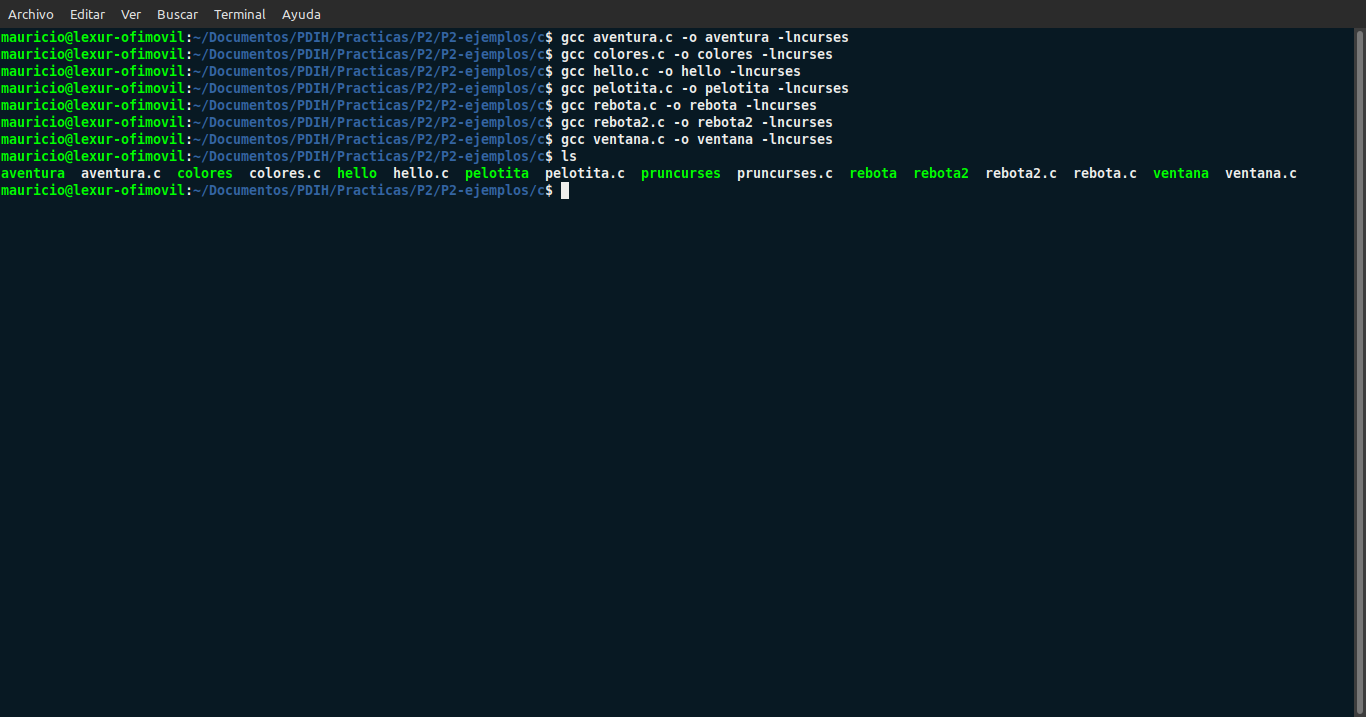 Archivo Editar Ver Buscar Terminal Ayuda
mauricio@lexur-ofimovil:~/Documentos/PDIH/Practicas/P2/P2-ejemplos/c$ gcc aventura.c -o aventura -lncurses
mauricio@lexur-ofimovil:~/Documentos/PDIH/Practicas/P2/P2-ejemplos/c$ gcc colores.c -o colores -lncurses
mauricio@lexur-ofimovil:~/Documentos/PDIH/Practicas/P2/P2-ejemplos/c$ gcc hello.c -o hello -lncurses
mauricio@lexur-ofimovil:~/Documentos/PDIH/Practicas/P2/P2-ejemplos/c$ gcc pelotita.c -o pelotita -lncurses
mauricio@lexur-ofimovil:~/Documentos/PDIH/Practicas/P2/P2-ejemplos/c$ gcc rebota.c -o rebota -lncurses
mauricio@lexur-ofimovil:~/Documentos/PDIH/Practicas/P2/P2-ejemplos/c$ gcc rebota2.c -o rebota2 -lncurses
mauricio@lexur-ofimovil:~/Documentos/PDIH/Practicas/P2/P2-ejemplos/c$ gcc ventana.c -o ventana -lncurses
mauricio@lexur-ofimovil:~/Documentos/PDIH/Practicas/P2/P2-ejemplos/c$ ls
aventura  aventura.c  colores  colores.c  hello  hello.c  pelotita  pelotita.c  pruncurses  pruncurses.c  rebota  rebota2  rebota2.c  rebota.c  ventana  ventana.c
mauricio@lexur-ofimovil:~/Documentos/PDIH/Practicas/P2/P2-ejemplos/c$